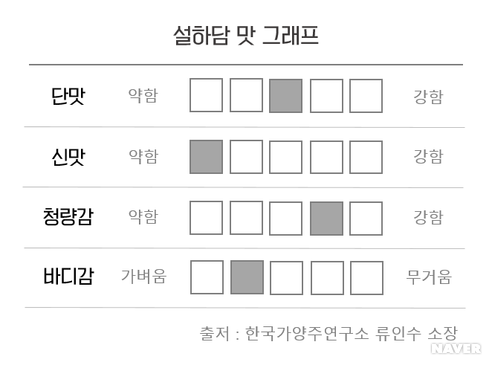 설하담 맛 그래프
단맛 약함 강함
신맛 약함 강함
청량감 약함 강함
바디감 가벼움 무거움
출처 : 한국가양주연구소 류인수 소장
NAVER